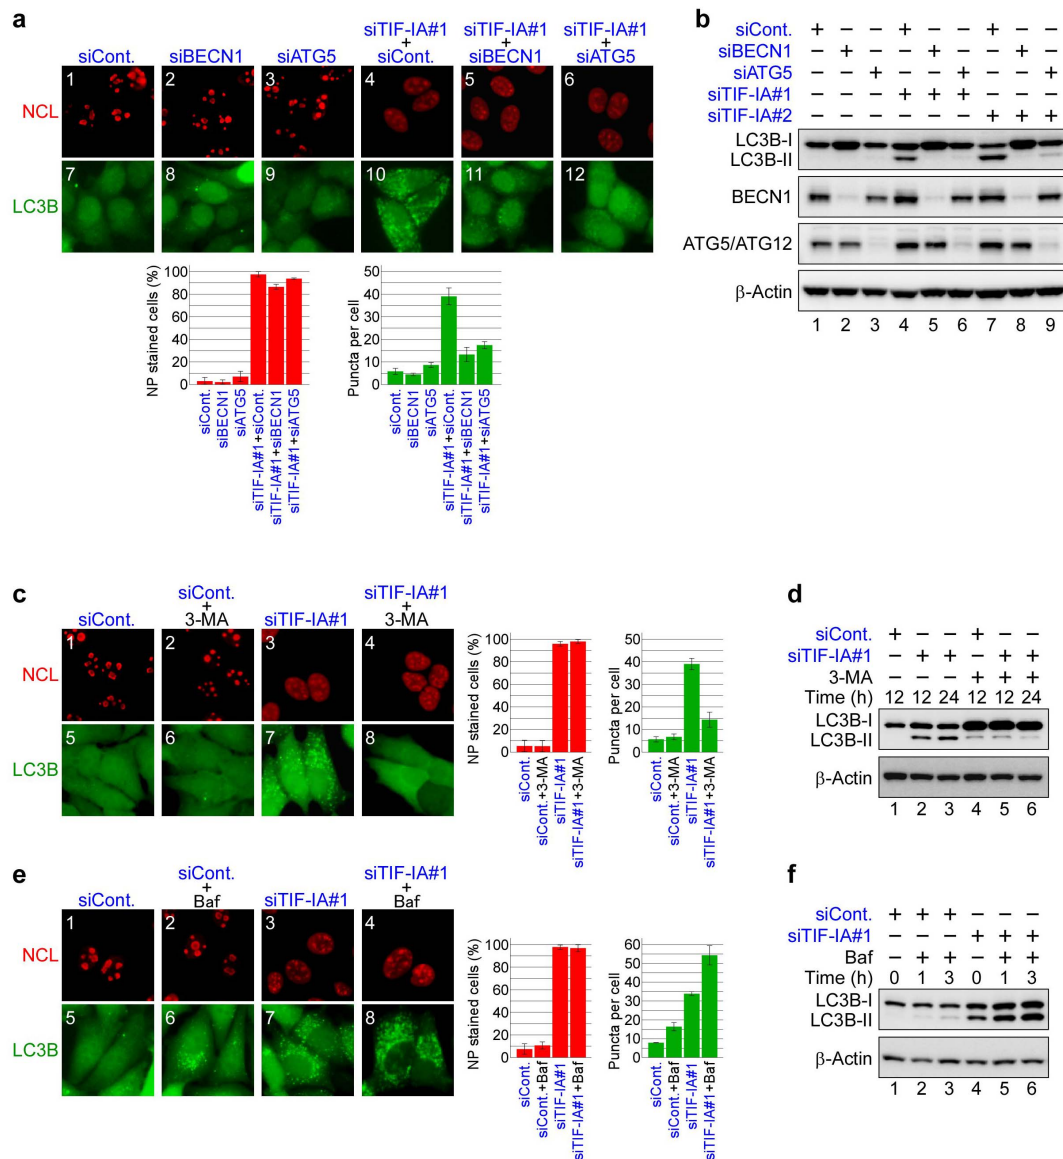 a
siCont.
siBECN1
siATG5
siTIF-IA#1
+
siCont.
siTIF-IA#1
+
siBECN1
siTIF-IA#1
+
siATG5
NCL
1
2
3
4
5
6
LC3B
7
8
9
10
11
12
NP stained cells (%)
100
80
60
40
20
0
siCont.
siBECN1
siATG5
siTIF-IA#1+siCont.
siTIF-IA#1+siBECN1
siTIF-IA#1+siATG5
Puncta per cell
50
40
30
20
10
0
siCont.
siBECN1
siATG5
siTIF-IA#1+siCont.
siTIF-IA#1+siBECN1
siTIF-IA#1+siATG5
b
siCont. + – – + – – + – –
siBECN1 – + – – + – – + –
siATG5 – – + – – + – – +
siTIF-IA#1 – – – + + + – – –
siTIF-IA#2 – – – – – – + + +
LC3B-I
LC3B-II
BECN1
ATG5/ATG12
β-Actin
1 2 3 4 5 6 7 8 9
c
siCont.
siCont.
+
3-MA
siTIF-IA#1
siTIF-IA#1
+
3-MA
NCL
1
2
3
4
LC3B
5
6
7
8
NP stained cells (%)
100
80
60
40
20
0
siCont.
siCont.+3-MA
siTIF-IA#1
siTIF-IA#1+3-MA
Puncta per cell
50
40
30
20
10
0
siCont.
siCont.+3-MA
siTIF-IA#1
siTIF-IA#1+3-MA
d
siCont. + – – + – –
siTIF-IA#1 – + + – + +
3-MA – – – + + +
Time (h) 12 12 24 12 12 24
LC3B-I
LC3B-II
β-Actin
1 2 3 4 5 6
e
siCont.
siCont.
+
Baf
siTIF-IA#1
siTIF-IA#1
+
Baf
NCL
1
2
3
4
LC3B
5
6
7
8
NP stained cells (%)
100
80
60
40
20
0
siCont.
siCont.+Baf
siTIF-IA#1
siTIF-IA#1+Baf
Puncta per cell
60
50
40
30
20
10
0
siCont.
siCont.+Baf
siTIF-IA#1
siTIF-IA#1+Baf
f
siCont. + + + – – –
siTIF-IA#1 – – – + + +
Baf – + + – + +
Time (h) 0 1 3 0 1 3
LC3B-I
LC3B-II
β-Actin
1 2 3 4 5 6